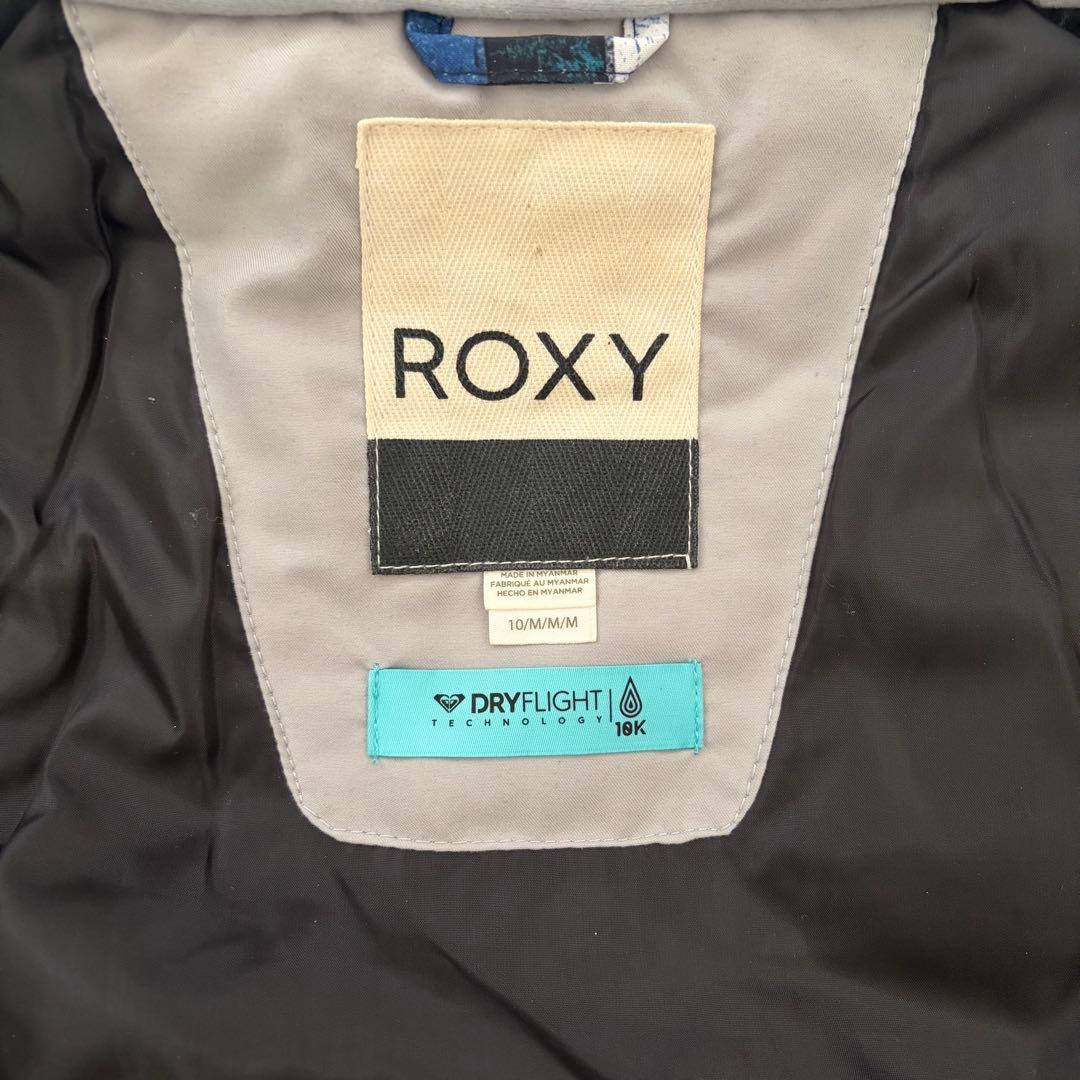 ROXY
MADE IN MYANMAR
FABRIQUÉ AU MYANMAR
HECHO EN MYANMAR
10/M/M/M
DRYFLIGHT
TECHNOLOGY
10K